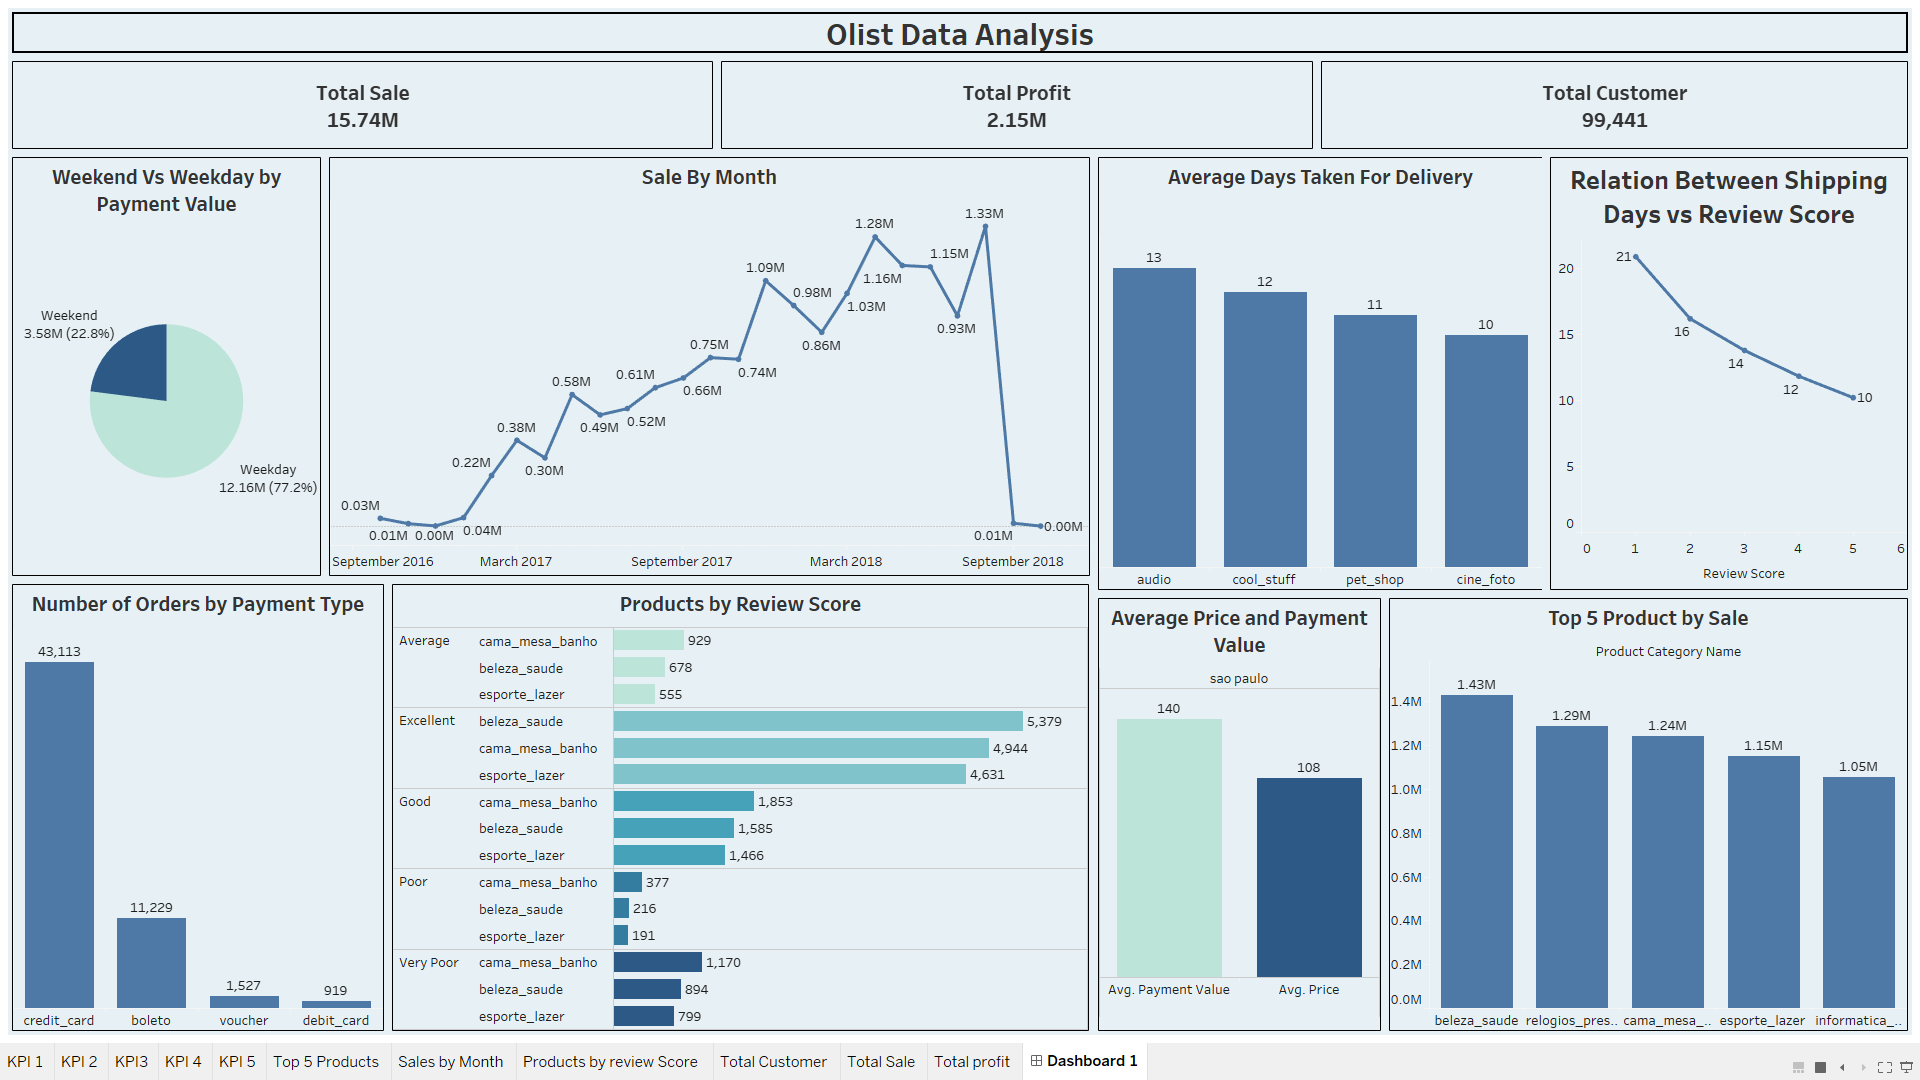 Olist Data Analysis
Total Sale
15.74M
Total Profit
2.15M
Total Customer
99,441
Weekend Vs Weekday by
Payment Value
Weekend
3.58M (22.8%)
Weekday
12.16M (77.2%)
Sale By Month
0.03M
0.01M
0.00M
0.04M
0.22M
0.38M
0.30M
0.58M
0.49M
0.52M
0.61M
0.66M
0.75M
0.74M
1.09M
0.98M
0.86M
1.03M
1.28M
1.16M
1.15M
0.93M
1.33M
0.01M
0.00M
September 2016
March 2017
September 2017
March 2018
September 2018
Average Days Taken For Delivery
13
12
11
10
audio
cool_stuff
pet_shop
cine_foto
Relation Between Shipping
Days vs Review Score
20
15
10
5
0
21
16
14
12
10
0 1 2 3 4 5 6
Review Score
Number of Orders by Payment Type
43,113
11,229
1,527
919
credit_card
boleto
voucher
debit_card
Products by Review Score
Average
cama_mesa_banho 929
beleza_saude 678
esporte_lazer 555
Excellent
beleza_saude 5,379
cama_mesa_banho 4,944
esporte_lazer 4,631
Good
cama_mesa_banho 1,853
beleza_saude 1,585
esporte_lazer 1,466
Poor
cama_mesa_banho 377
beleza_saude 216
esporte_lazer 191
Very Poor
cama_mesa_banho 1,170
beleza_saude 894
esporte_lazer 799
Average Price and Payment
Value
sao paulo
140
108
Avg. Payment Value
Avg. Price
Top 5 Product by Sale
Product Category Name
1.4M
1.2M
1.0M
0.8M
0.6M
0.4M
0.2M
0.0M
1.43M
1.29M
1.24M
1.15M
1.05M
beleza_saude
relogios_pres..
cama_mesa_..
esporte_lazer
informatica_..
KPI 1
KPI 2
KPI3
KPI 4
KPI 5
Top 5 Products
Sales by Month
Products by review Score
Total Customer
Total Sale
Total profit
Dashboard 1